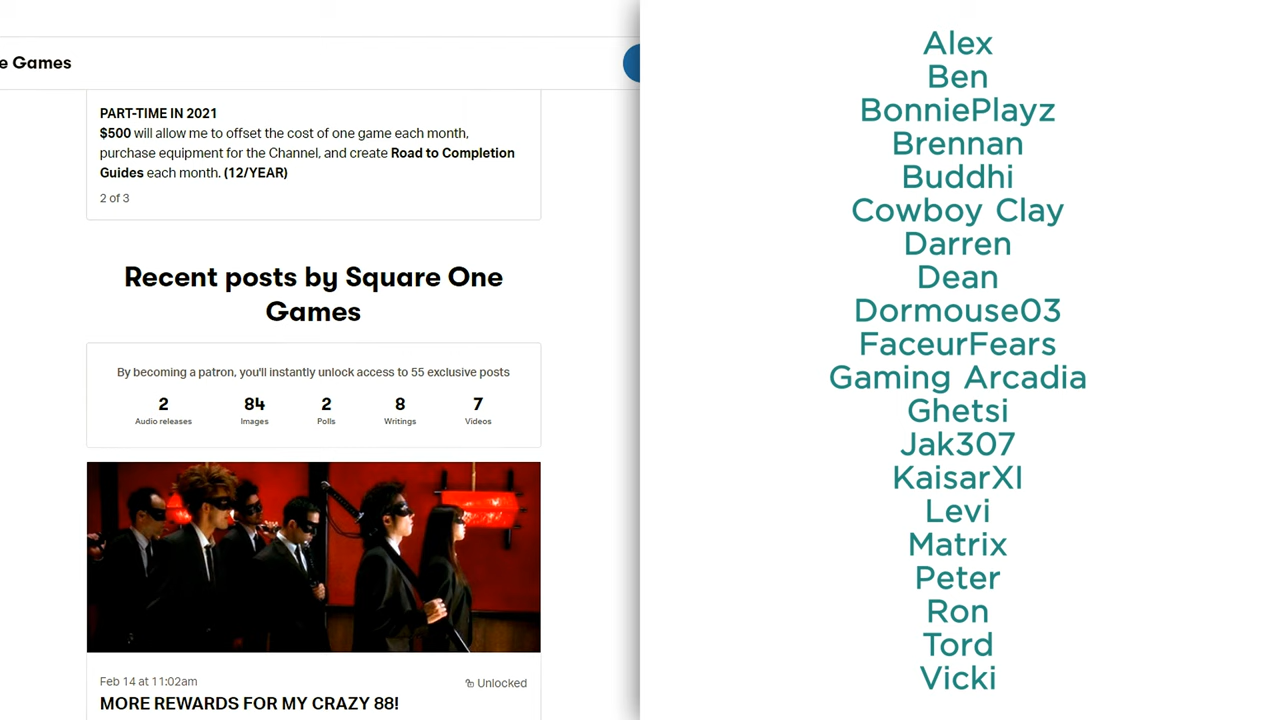 e Games
PART-TIME IN 2021
$500 will allow me to offset the cost of one game each month,
purchase equipment for the Channel, and create Road to Completion
Guides each month. (12/YEAR)
2 of 3
Recent posts by Square One
Games
By becoming a patron, you'll instantly unlock access to 55 exclusive posts
2
84
2
8
7
Audio releases
Images
Polls
Writings
Videos
Feb 14 at 11:02am
Unlocked
MORE REWARDS FOR MY CRAZY 88!
Alex
Ben
BonniePlayz
Brennan
Buddhi
Cowboy Clay
Darren
Dean
Dormouse03
FaceurFears
Gaming Arcadia
Ghetsi
Jak307
KaisarXI
Levi
Matrix
Peter
Ron
Tord
Vicki